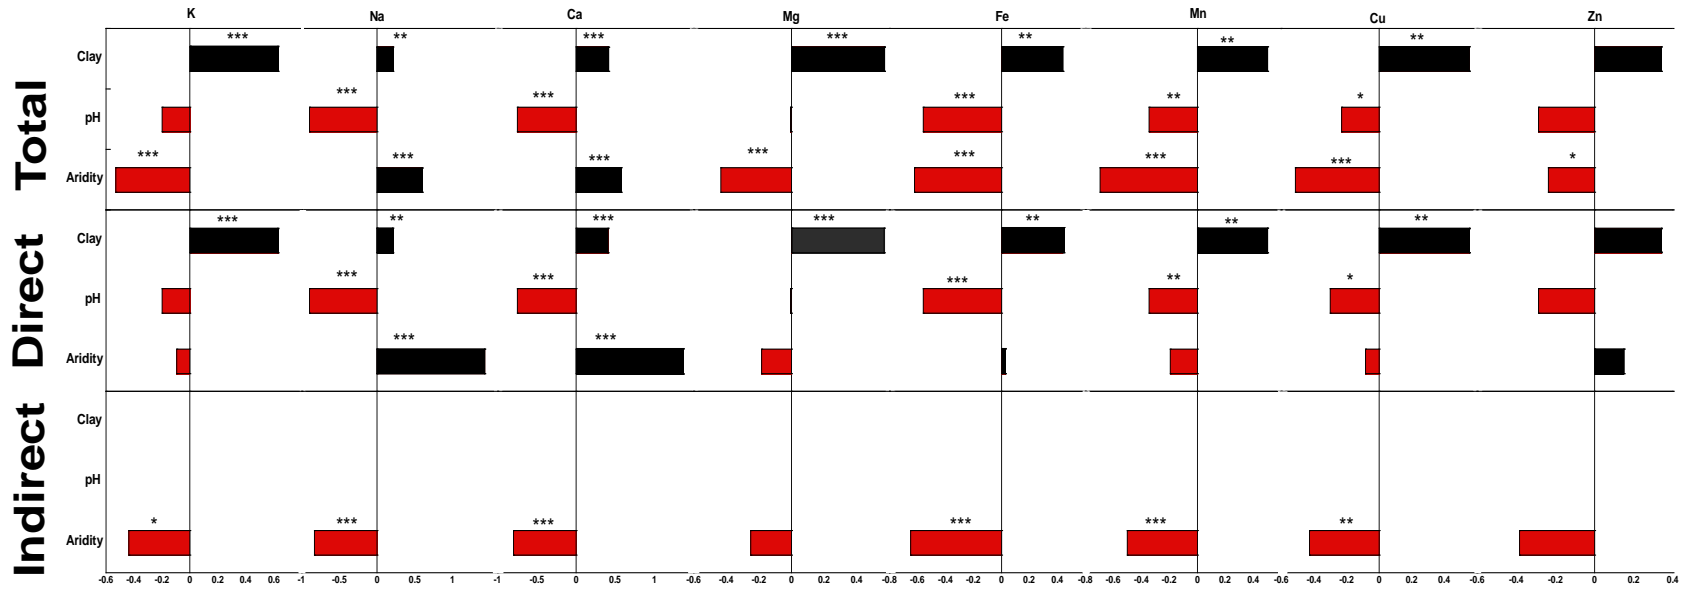 K Na Ca Mg Fe Mn Cu Zn
Total
Clay *** ** *** *** ** ** **
pH *** *** *** ** *
Aridity *** *** *** *** *** *** *** *
Direct
Clay *** ** *** *** ** ** **
pH *** *** *** ** *
Aridity *** ***
Indirect
Clay
pH
Aridity * *** *** *** *** **
-0.6 -0.4 -0.2 0 0.2 0.4 0.6 -1 -0.5 0 0.5 1 -1 -0.5 0 0.5 1 -0.6 -0.4 -0.2 0 0.2 0.4 -0.8 -0.6 -0.4 -0.2 0 0.2 0.4 -0.8 -0.6 -0.4 -0.2 0 0.2 0.4 -0.6 -0.4 -0.2 0 0.2 0.4 -0.6 -0.4 -0.2 0 0.2 0.4